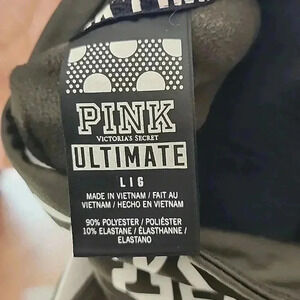 PINK
VICTORIA'S SECRET
ULTIMATE
L I G
MADE IN VIETNAM / FAIT AU
VIETNAM / HECHO EN VIETNAM
90% POLYESTER / POLIÉSTER
10% ELASTANE / ÉLASTHANNE /
ELASTANO